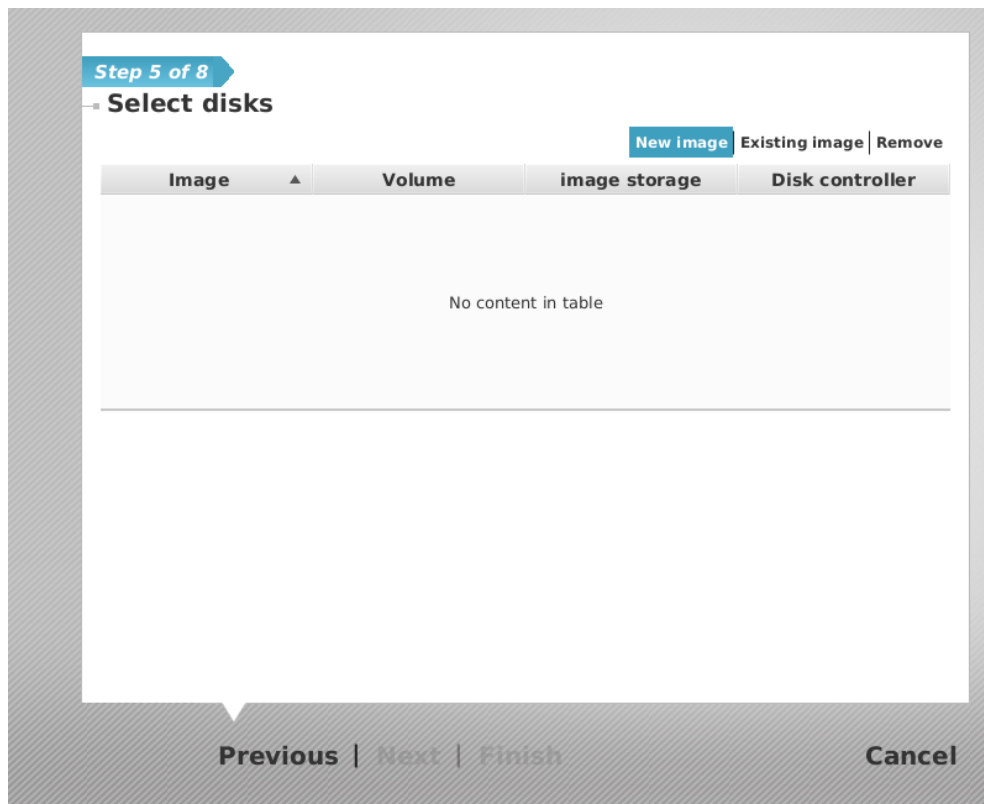 Step 5 of 8
Select disks
New image Existing image Remove
Image Volume image storage Disk controller
No content in table
Previous | Next | Finish Cancel